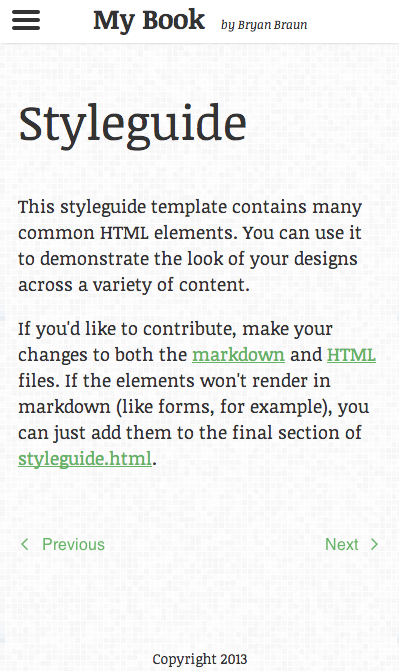 My Book by Bryan Braun
Styleguide
This styleguide template contains many
common HTML elements. You can use it
to demonstrate the look of your designs
across a variety of content.
If you'd like to contribute, make your
changes to both the markdown and HTML
files. If the elements won't render in
markdown (like forms, for example), you
can just add them to the final section of
styleguide.html.
Previous Next
Copyright 2013